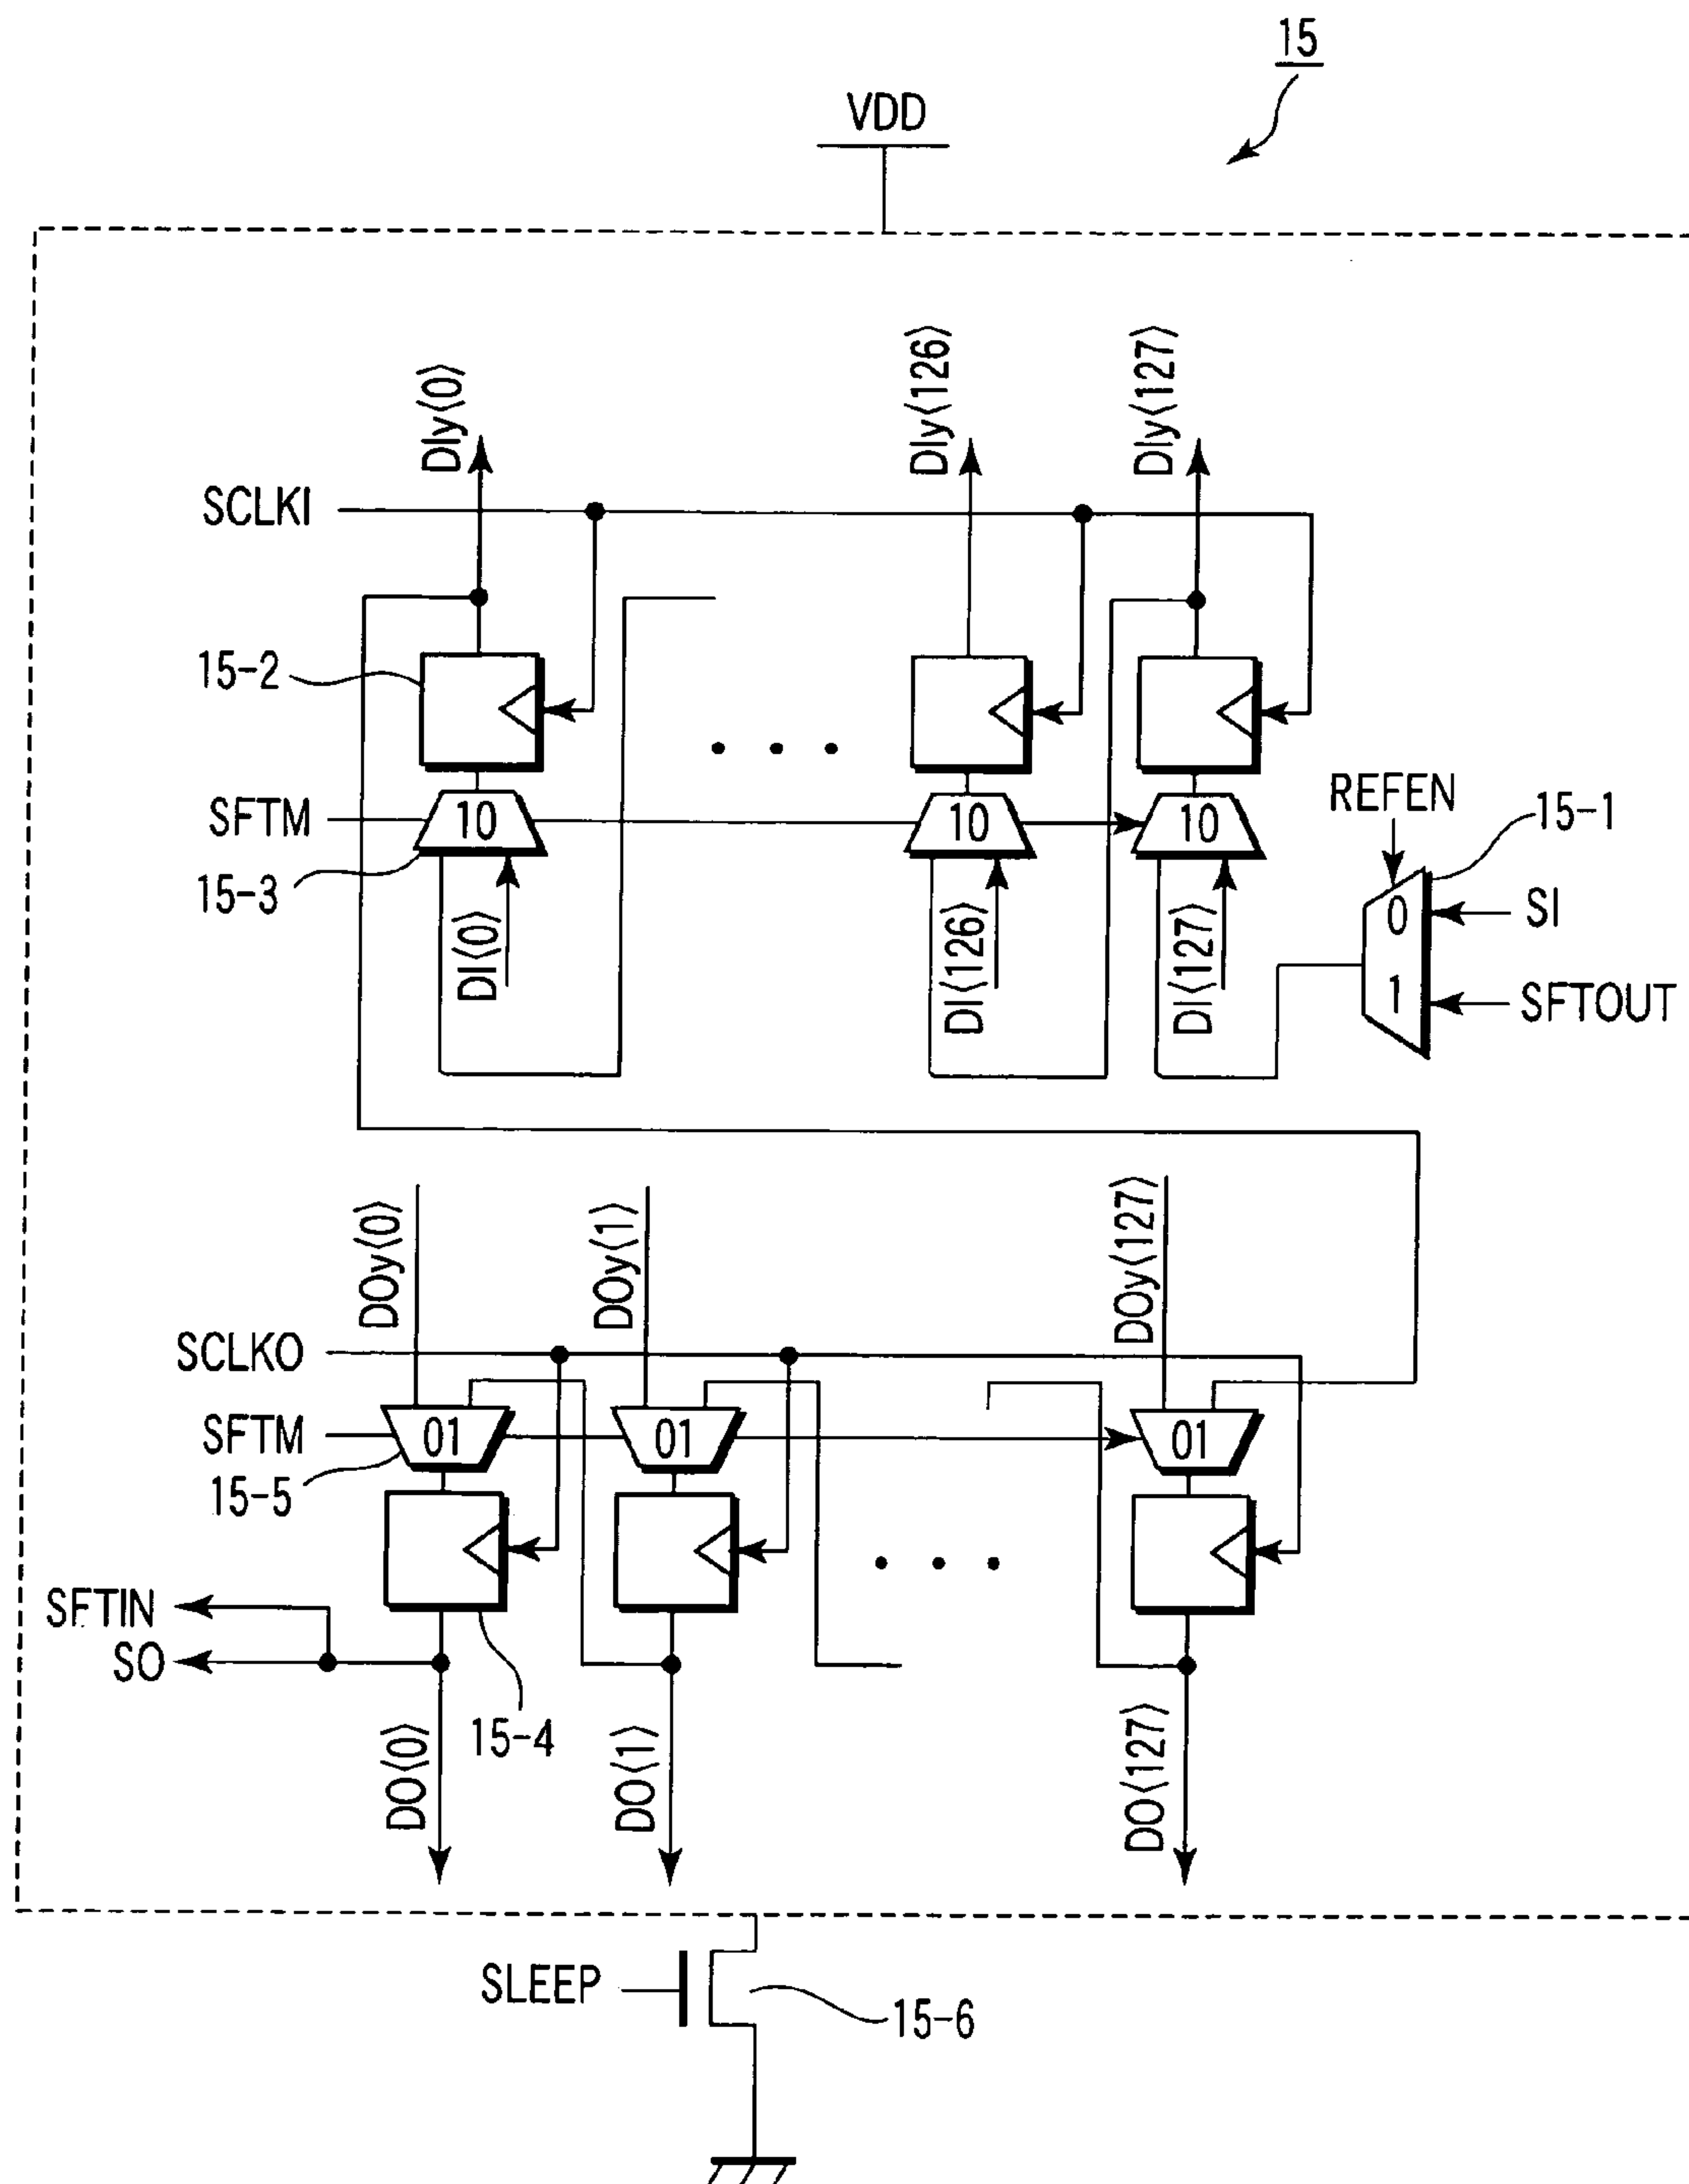 15
VDD
DIy⟨0⟩
DIy⟨126⟩
DIy⟨127⟩
SCLKI
15-2
SFTM
10
10
10
REFEN
15-1
15-3
0
SI
DI⟨0⟩
DI⟨126⟩
DI⟨127⟩
1
SFTOUT
DOy⟨0⟩
DOy⟨1⟩
DOy⟨127⟩
SCLKO
SFTM
01
01
01
15-5
SFTIN
SO
15-4
DO⟨0⟩
DO⟨1⟩
DO⟨127⟩
SLEEP
15-6